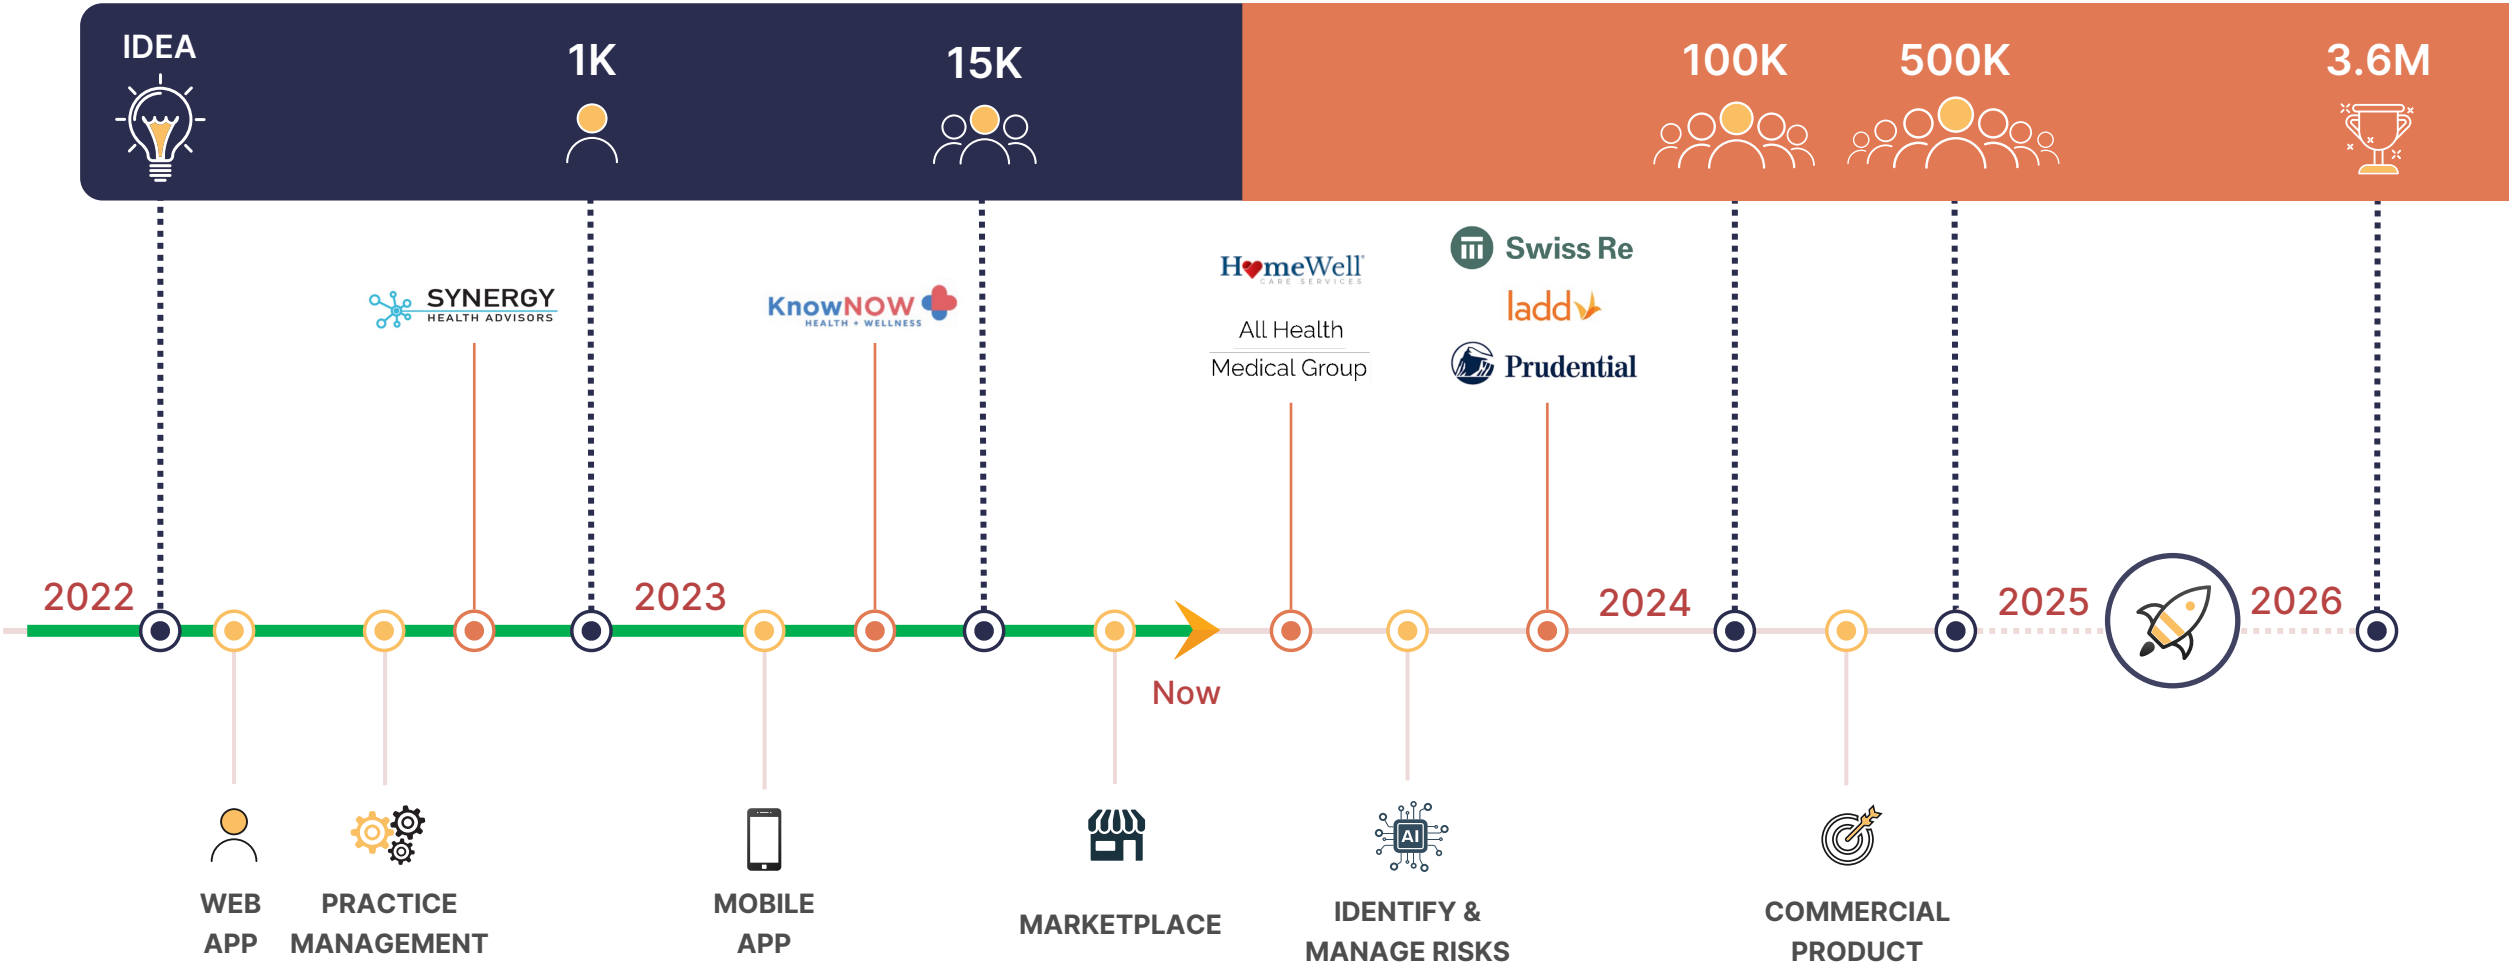 IDEA
1K
15K
100K
500K
3.6M
SYNERGY
HEALTH ADVISORS
KnowNOW
HEALTH + WELLNESS
HomeWell
CARE SERVICES
All Health
Medical Group
Swiss Re
ladd
Prudential
2022
2023
Now
2024
2025
2026
WEB
APP
PRACTICE
MANAGEMENT
MOBILE
APP
MARKETPLACE
AI
IDENTIFY &
MANAGE RISKS
COMMERCIAL
PRODUCT